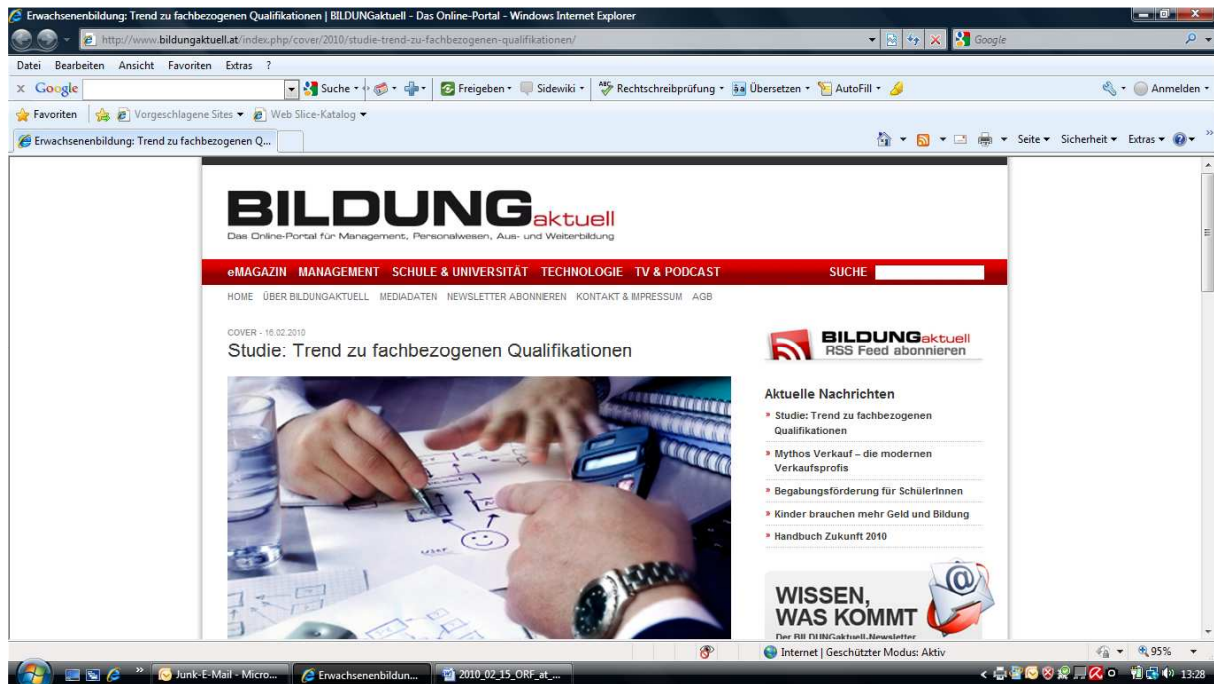 Erwachsenenbildung: Trend zu fachbezogenen Qualifikationen | BILDUNGaktuell - Das Online-Portal - Windows Internet Explorer
http://www.bildungaktuell.at/index.php/cover/2010/studie-trend-zu-fachbezogenen-qualifikationen/ Google
Datei Bearbeiten Ansicht Favoriten Extras ?
x Google Suche Freigeben Sidewiki Rechtschreibprüfung Übersetzen AutoFill Anmelden
Favoriten Vorgeschlagene Sites Web Slice-Katalog
Erwachsenenbildung: Trend zu fachbezogenen Q... Seite Sicherheit Extras
BILDUNGaktuell
Das Online-Portal für Management, Personalwesen, Aus- und Weiterbildung
eMAGAZIN MANAGEMENT SCHULE & UNIVERSITÄT TECHNOLOGIE TV & PODCAST SUCHE
HOME ÜBER BILDUNGAKTUELL MEDIADATEN NEWSLETTER ABONNIEREN KONTAKT & IMPRESSUM AGB
COVER - 16.02.2010
Studie: Trend zu fachbezogenen Qualifikationen
user
BILDUNGaktuell
RSS Feed abonnieren
Aktuelle Nachrichten
» Studie: Trend zu fachbezogenen
Qualifikationen
» Mythos Verkauf – die modernen
Verkaufsprofis
» Begabungsförderung für SchülerInnen
» Kinder brauchen mehr Geld und Bildung
» Handbuch Zukunft 2010
WISSEN,
WAS KOMMT
Der BILDUNGaktuell-Newsletter
Internet | Geschützter Modus: Aktiv 95%
Junk-E-Mail - Micro... Erwachsenenbildun... 2010_02_15_ORF_at_... 13:28